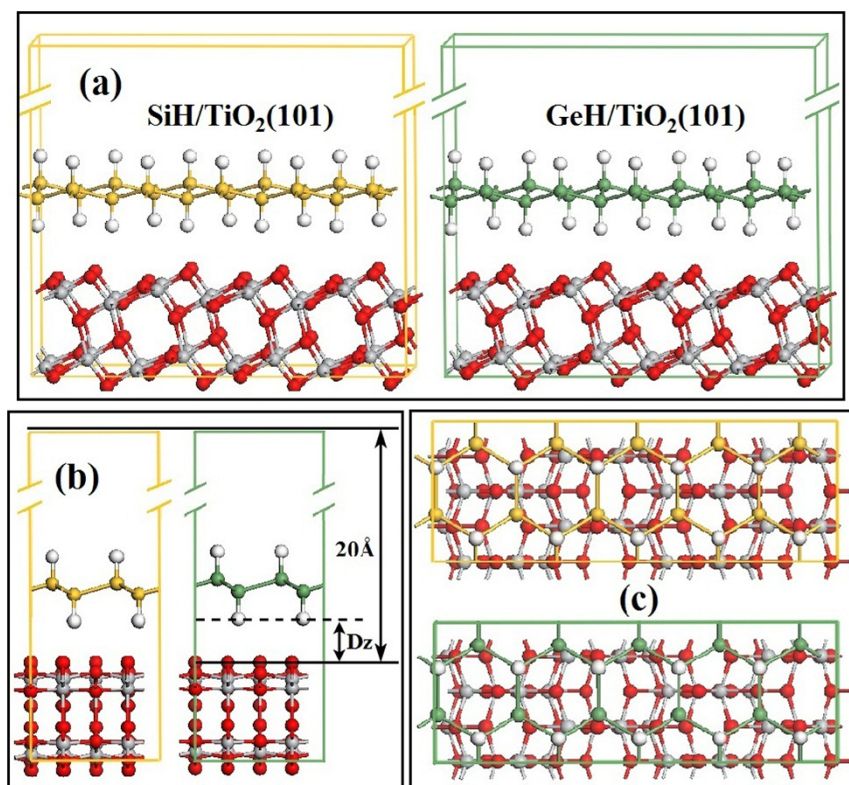 (a)
SiH/TiO₂(101)
GeH/TiO₂(101)
(b)
20Å
Dz
(c)